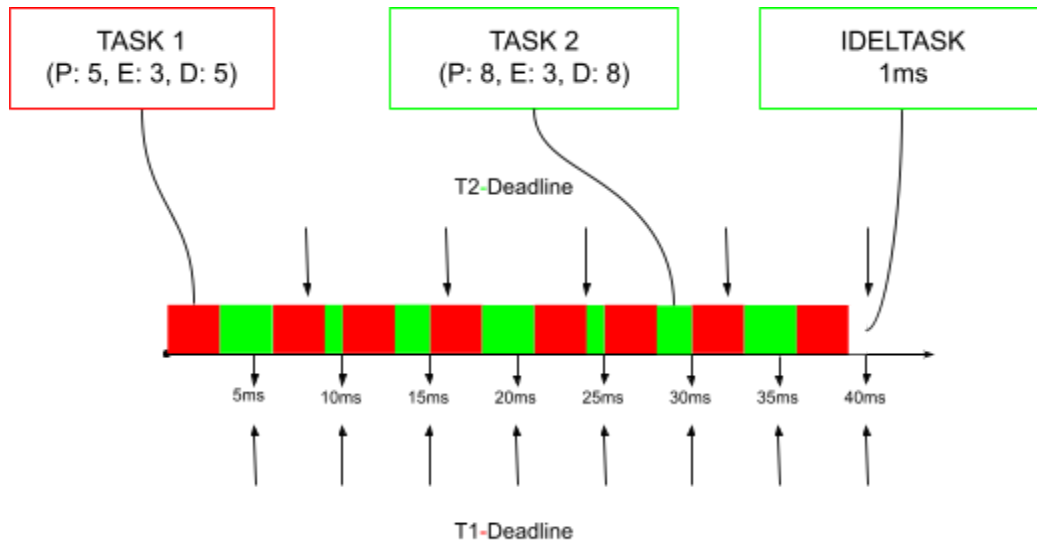 TASK 1
(P: 5, E: 3, D: 5)
TASK 2
(P: 8, E: 3, D: 8)
IDELTASK
1ms
T2-Deadline
5ms
10ms
15ms
20ms
25ms
30ms
35ms
40ms
T1-Deadline